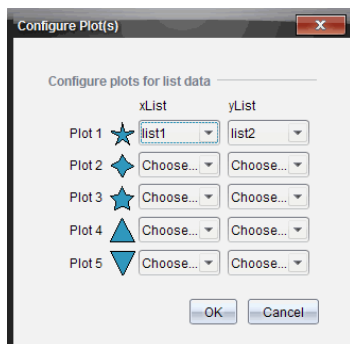 Configure Plot(s)
Configure plots for list data
xList yList
Plot 1 list1 list2
Plot 2 Choose... Choose...
Plot 3 Choose... Choose...
Plot 4 Choose... Choose...
Plot 5 Choose... Choose...
OK Cancel